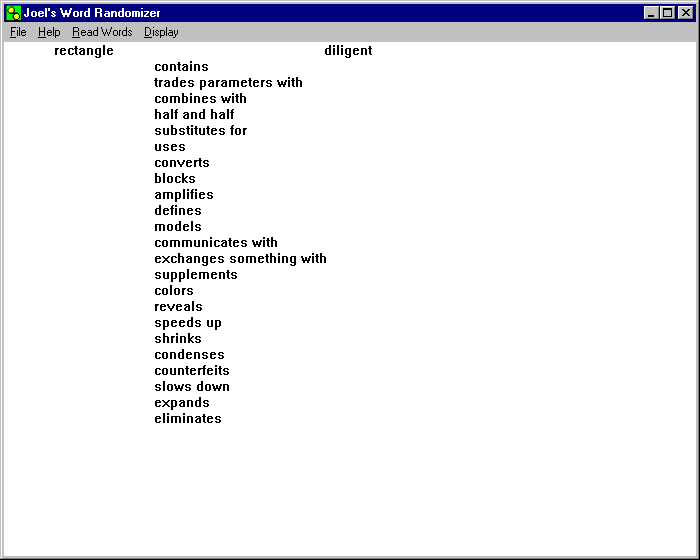 Joel's Word Randomizer
File Help Read Words Display
rectangle diligent
contains
trades parameters with
combines with
half and half
substitutes for
uses
converts
blocks
amplifies
defines
models
communicates with
exchanges something with
supplements
colors
reveals
speeds up
shrinks
condenses
counterfeits
slows down
expands
eliminates